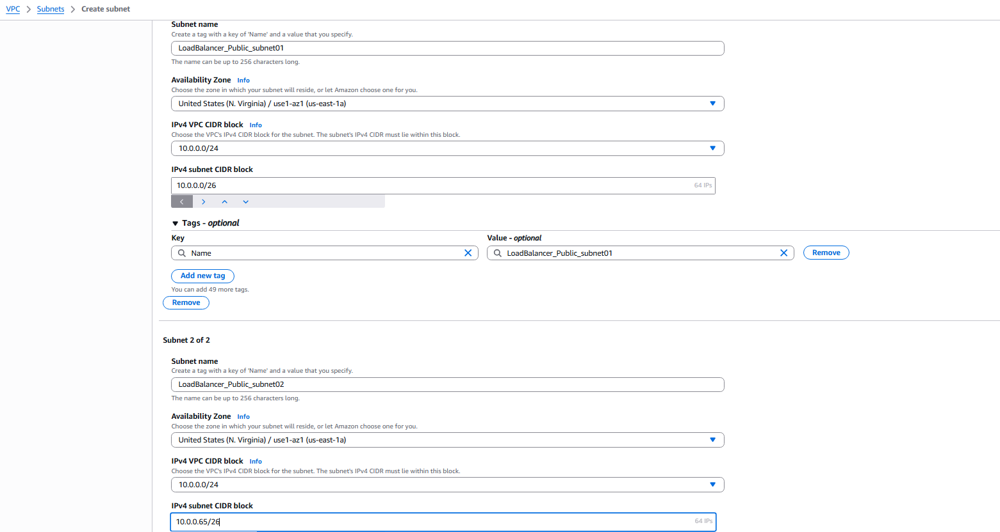 VPC > Subnets > Create subnet
Subnet name
Create a tag with a key of 'Name' and a value that you specify.
LoadBalancer_Public_subnet01
The name can be up to 256 characters long.
Availability Zone Info
Choose the zone in which your subnet will reside, or let Amazon choose one for you.
United States (N. Virginia) / use1-az1 (us-east-1a)
IPv4 VPC CIDR block Info
Choose the VPC's IPv4 CIDR block for the subnet. The subnet's IPv4 CIDR must lie within this block.
10.0.0.0/24
IPv4 subnet CIDR block
10.0.0.0/26 64 IPs
Tags - optional
Key Value - optional
Name LoadBalancer_Public_subnet01 Remove
Add new tag
You can add 49 more tags.
Remove
Subnet 2 of 2
Subnet name
Create a tag with a key of 'Name' and a value that you specify.
LoadBalancer_Public_subnet02
The name can be up to 256 characters long.
Availability Zone Info
Choose the zone in which your subnet will reside, or let Amazon choose one for you.
United States (N. Virginia) / use1-az1 (us-east-1a)
IPv4 VPC CIDR block Info
Choose the VPC's IPv4 CIDR block for the subnet. The subnet's IPv4 CIDR must lie within this block.
10.0.0.0/24
IPv4 subnet CIDR block
10.0.0.65/26 64 IPs